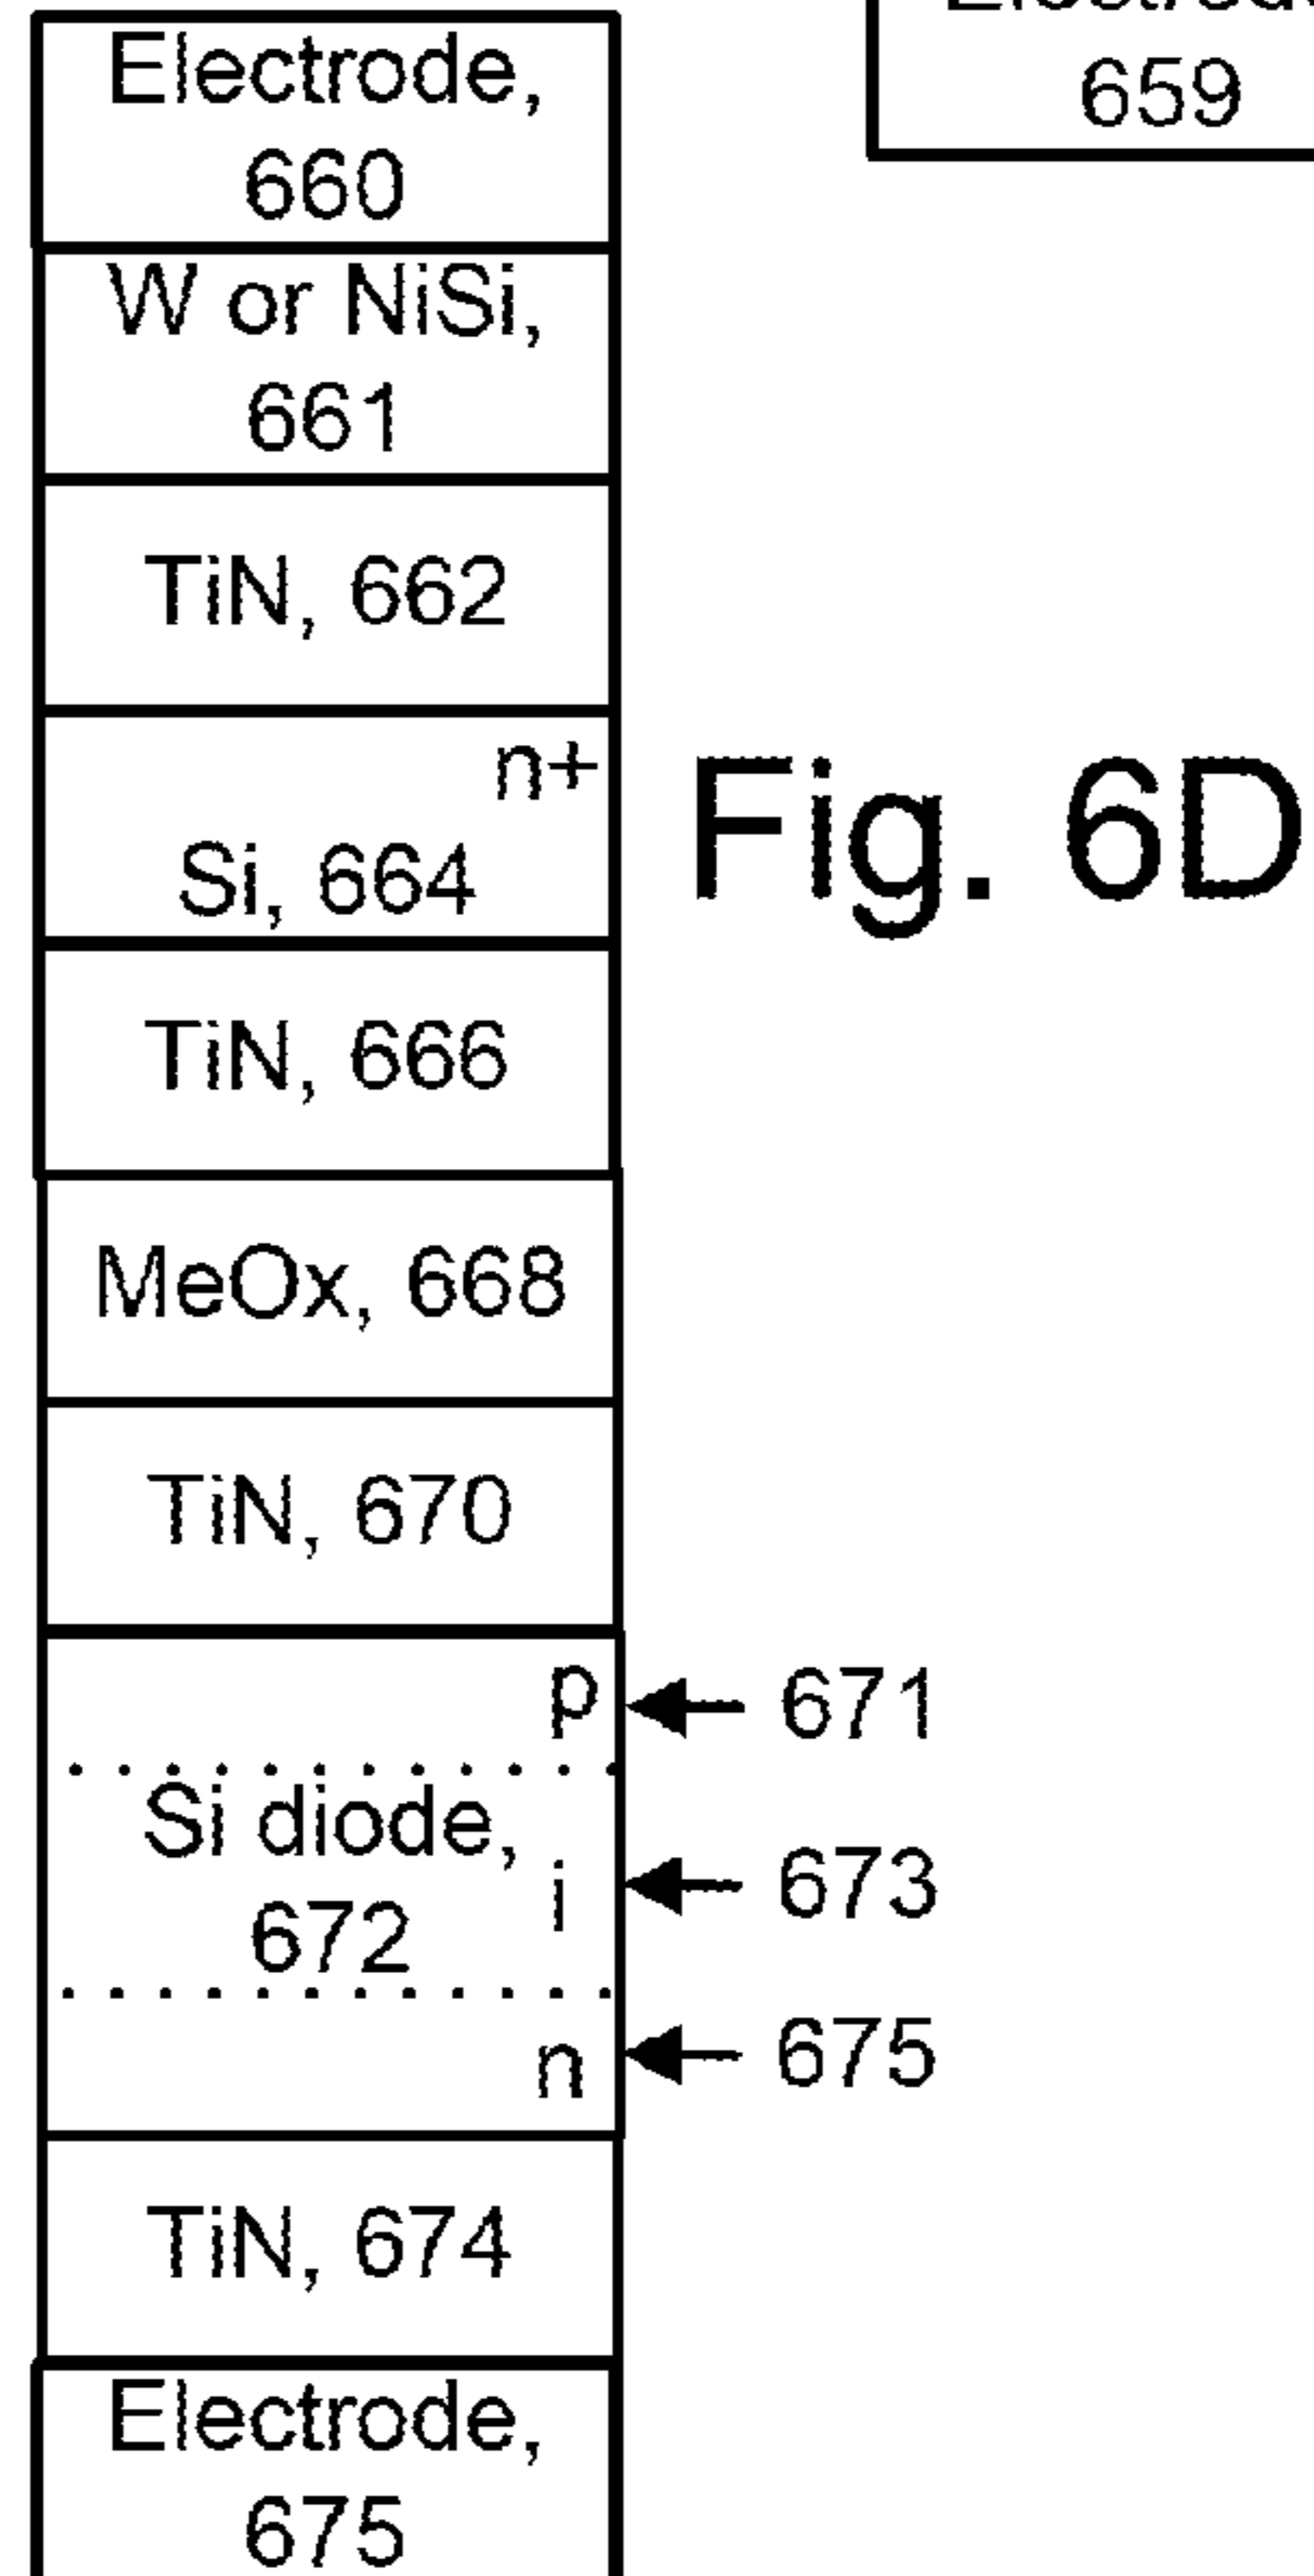 659
Electrode,
660
W or NiSi,
661
TiN, 662
n+
Si, 664
Fig. 6D
TiN, 666
MeOx, 668
TiN, 670
p 671
Si diode,
672
i 673
n 675
TiN, 674
Electrode,
675